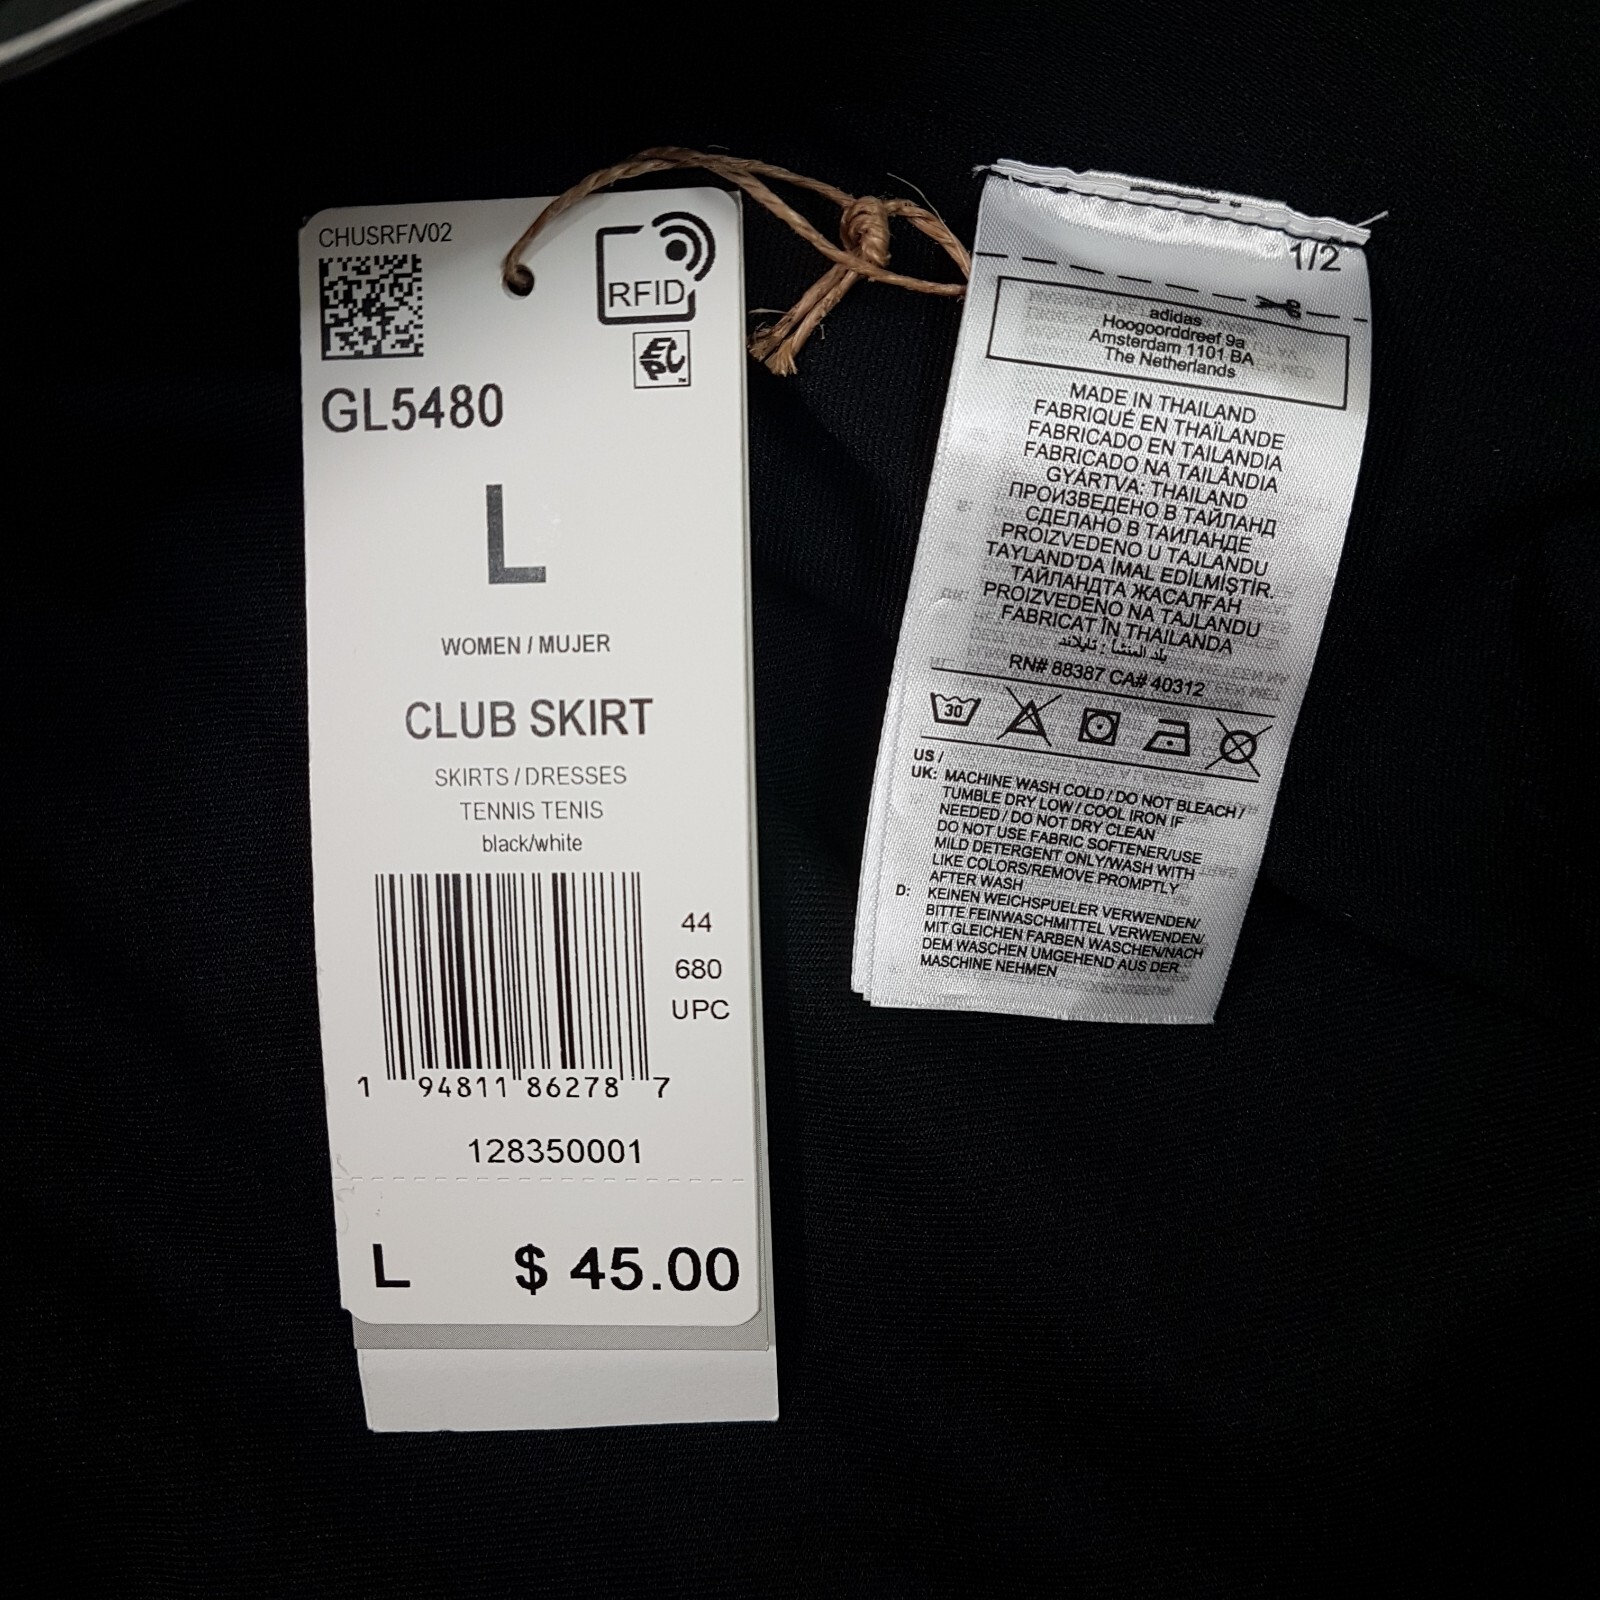 CHUSRF/V02
RFID
EPC
GL5480
L
WOMEN / MUJER
CLUB SKIRT
SKIRTS / DRESSES
TENNIS TENIS
black/white
44
680
UPC
1 94811 86278 7
128350001
L $ 45.00
1/2
adidas
Hoogoorddreef 9a
Amsterdam 1101 BA
The Netherlands
MADE IN THAILAND
FABRIQUÉ EN THAÏLANDE
FABRICADO EN TAILANDIA
FABRICADO NA TAILÂNDIA
GYÁRTVA: THAILAND
ПРОИЗВЕДЕНО В ТАЙЛАНД
СДЕЛАНО В ТАИЛАНДЕ
PROIZVEDENO U TAJLANDU
TAYLAND'DA İMAL EDİLMİŞTİR.
ТАЙЛАНДТА ЖАСАЛҒАН
PROIZVEDENO NA TAJLANDU
FABRICAT ÎN THAILANDA
بلد المنشأ : تايلاند
RN# 88387 CA# 40312
30
US /
UK: MACHINE WASH COLD / DO NOT BLEACH /
TUMBLE DRY LOW / COOL IRON IF
NEEDED / DO NOT DRY CLEAN
DO NOT USE FABRIC SOFTENER/USE
MILD DETERGENT ONLY/WASH WITH
LIKE COLORS/REMOVE PROMPTLY
AFTER WASH
D: KEINEN WEICHSPUELER VERWENDEN/
BITTE FEINWASCHMITTEL VERWENDEN/
MIT GLEICHEN FARBEN WASCHEN/NACH
DEM WASCHEN UMGEHEND AUS DER
MASCHINE NEHMEN